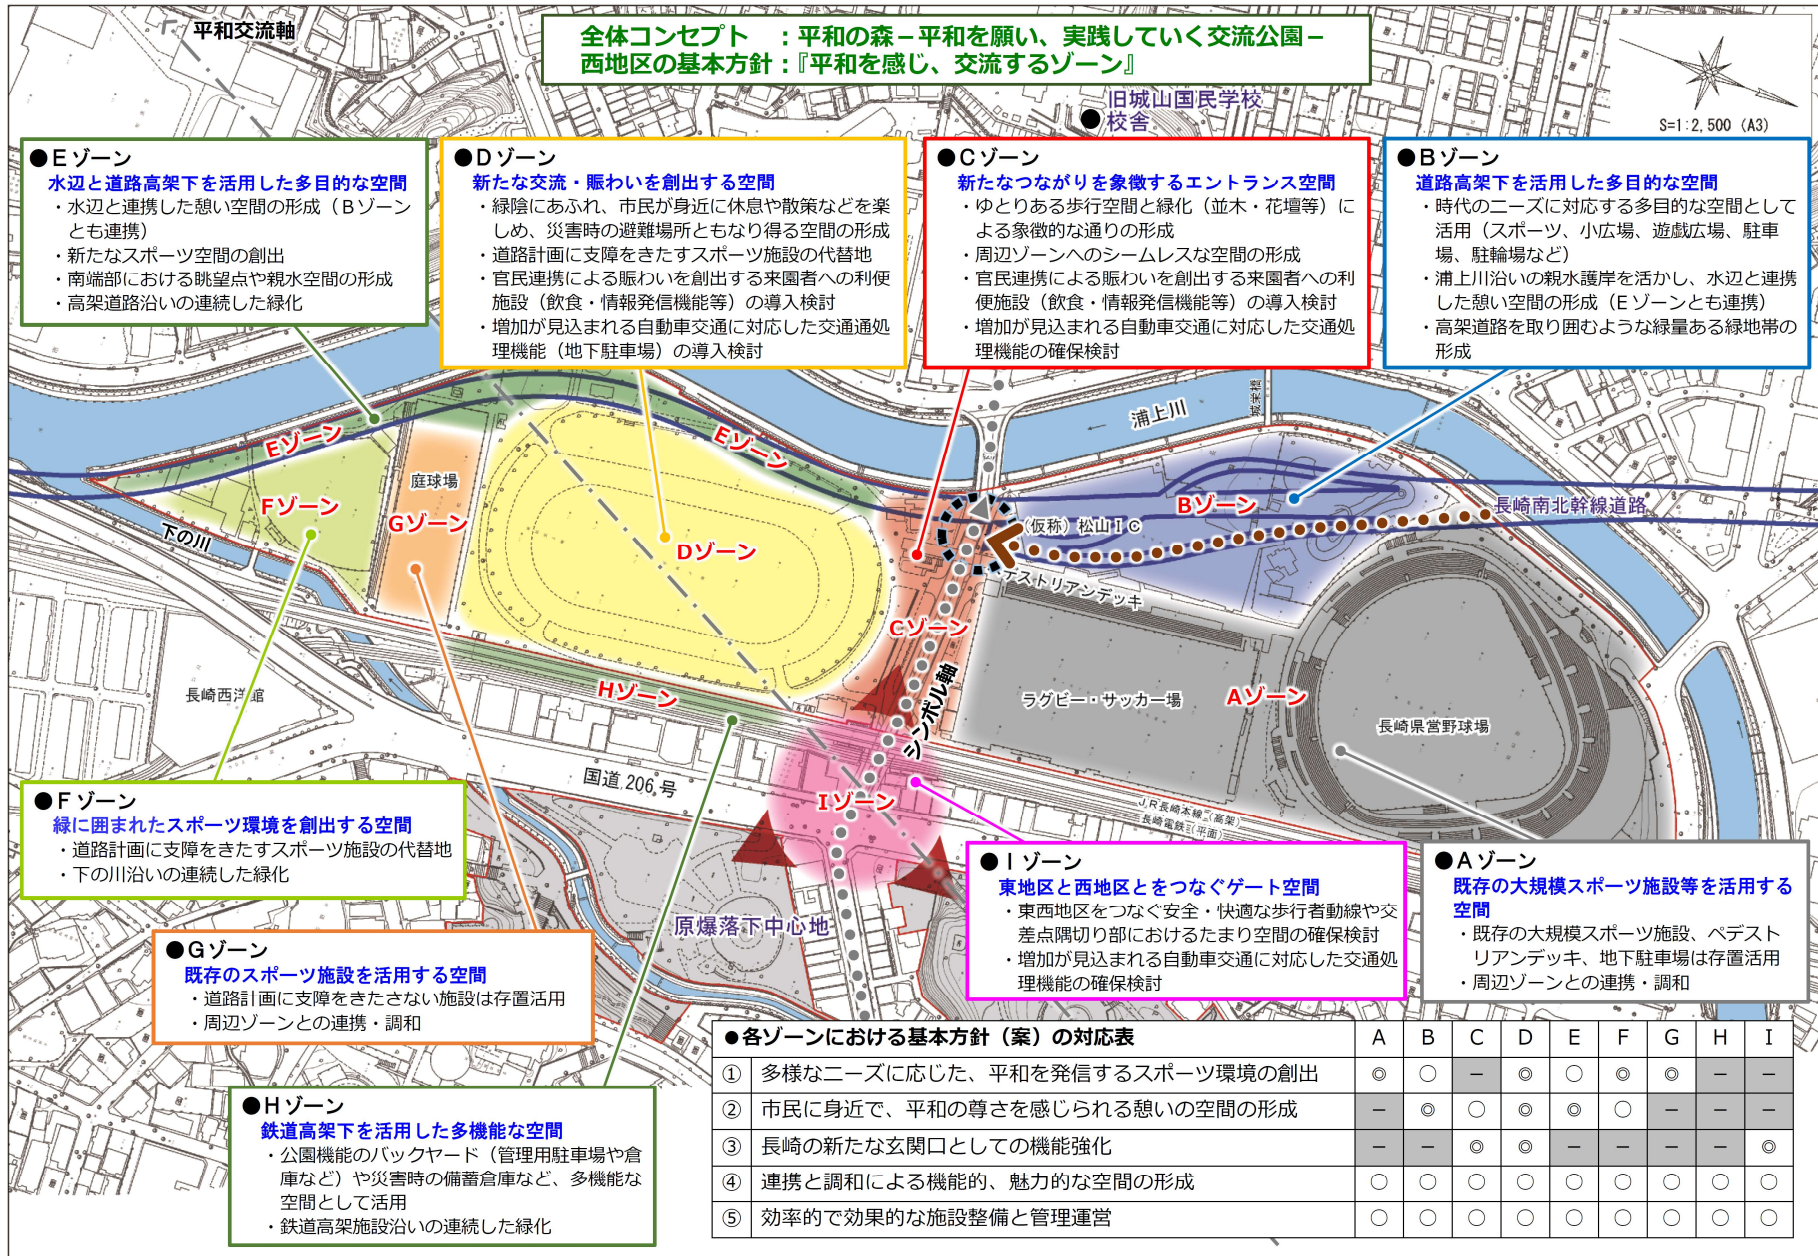 平和交流軸
全体コンセプト　：平和の森－平和を願い、実践していく交流公園－
西地区の基本方針：『平和を感じ、交流するゾーン』
旧城山国民学校
校舎
S=1:2,500（A3）
●Eゾーン
水辺と道路高架下を活用した多目的な空間
・水辺と連携した憩い空間の形成（Bゾーン
とも連携）
・新たなスポーツ空間の創出
・南端部における眺望点や親水空間の形成
・高架道路沿いの連続した緑化
●Dゾーン
新たな交流・賑わいを創出する空間
・緑陰にあふれ、市民が身近に休息や散策などを楽
しめ、災害時の避難場所ともなり得る空間の形成
・道路計画に支障をきたすスポーツ施設の代替地
・官民連携による賑わいを創出する来園者への利便
施設（飲食・情報発信機能等）の導入検討
・増加が見込まれる自動車交通に対応した交通通処
理機能（地下駐車場）の導入検討
●Cゾーン
新たなつながりを象徴するエントランス空間
・ゆとりある歩行空間と緑化（並木・花壇等）に
よる象徴的な通りの形成
・周辺ゾーンへのシームレスな空間の形成
・官民連携による賑わいを創出する来園者への利
便施設（飲食・情報発信機能等）の導入検討
・増加が見込まれる自動車交通に対応した交通処
理機能の確保検討
●Bゾーン
道路高架下を活用した多目的な空間
・時代のニーズに対応する多目的な空間として
活用（スポーツ、小広場、遊戯広場、駐車
場、駐輪場など）
・浦上川沿いの親水護岸を活かし、水辺と連携
した憩い空間の形成（Eゾーンとも連携）
・高架道路を取り囲むような緑量ある緑地帯の
形成
浦上川
城栄橋
Eゾーン
Eゾーン
庭球場
Fゾーン
Gゾーン
Dゾーン
Bゾーン
長崎南北幹線道路
（仮称）松山IC
下の川
デストリアンデッキ
Cゾーン
シンボル軸
Hゾーン
長崎西洋館
ラグビー・サッカー場
Aゾーン
長崎県営野球場
国道206号
Iゾーン
JR長崎本線（高架）
長崎電鉄（平面）
原爆落下中心地
●Fゾーン
緑に囲まれたスポーツ環境を創出する空間
・道路計画に支障をきたすスポーツ施設の代替地
・下の川沿いの連続した緑化
●Gゾーン
既存のスポーツ施設を活用する空間
・道路計画に支障をきたさない施設は存置活用
・周辺ゾーンとの連携・調和
●Hゾーン
鉄道高架下を活用した多機能な空間
・公園機能のバックヤード（管理用駐車場や倉
庫など）や災害時の備蓄倉庫など、多機能な
空間として活用
・鉄道高架施設沿いの連続した緑化
●Iゾーン
東地区と西地区とをつなぐゲート空間
・東西地区をつなぐ安全・快適な歩行者動線や交
差点隅切り部におけるたまり空間の確保検討
・増加が見込まれる自動車交通に対応した交通処
理機能の確保検討
●Aゾーン
既存の大規模スポーツ施設等を活用する
空間
・既存の大規模スポーツ施設、ペデスト
リアンデッキ、地下駐車場は存置活用
・周辺ゾーンとの連携・調和
●各ゾーンにおける基本方針（案）の対応表 A B C D E F G H I
① 多様なニーズに応じた、平和を発信するスポーツ環境の創出 ◎ ○ － ◎ ○ ◎ ◎ － －
② 市民に身近で、平和の尊さを感じられる憩いの空間の形成 － ◎ ○ ◎ ◎ ○ － － －
③ 長崎の新たな玄関口としての機能強化 － － ◎ ◎ － － － － ◎
④ 連携と調和による機能的、魅力的な空間の形成 ○ ○ ○ ○ ○ ○ ○ ○ ○
⑤ 効率的で効果的な施設整備と管理運営 ○ ○ ○ ○ ○ ○ ○ ○ ○